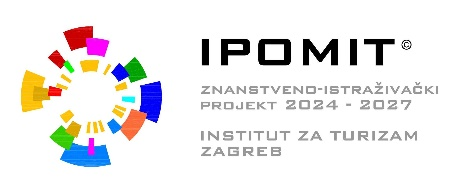 IPOMIT©
ZNANSTVENO-ISTRAŽIVAČKI
PROJEKT 2024 - 2027
INSTITUT ZA TURIZAM
ZAGREB